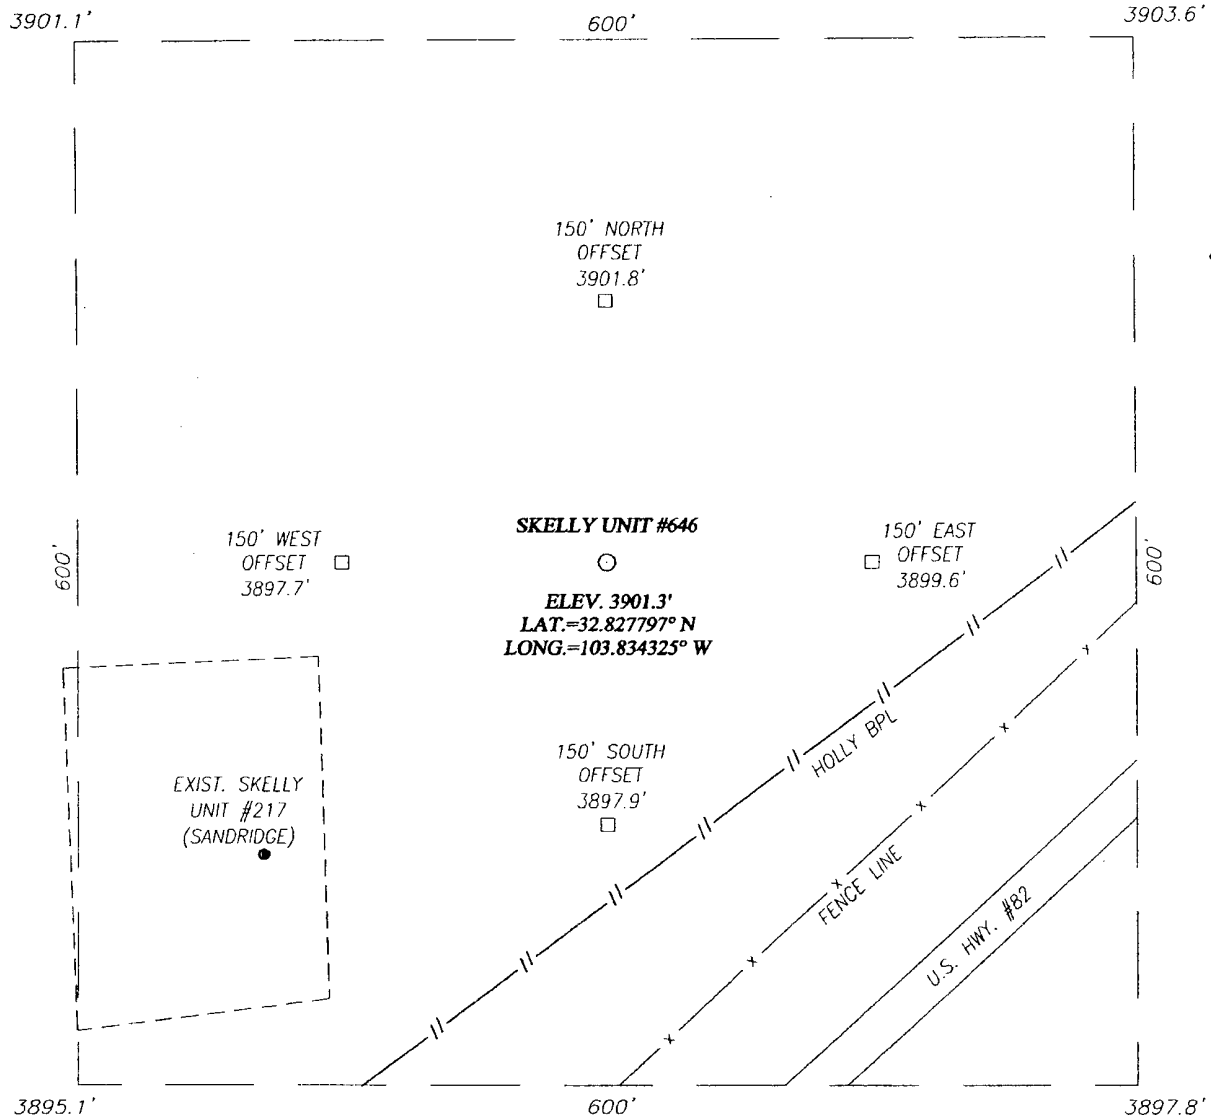 3901.1'
600'
3903.6'
150' NORTH
OFFSET
3901.8'
SKELLY UNIT #646
150' WEST
OFFSET
3897.7'
150' EAST
OFFSET
3899.6'
600'
600'
ELEV. 3901.3'
LAT.=32.827797° N
LONG.=103.834325° W
HOLLY BPL
150' SOUTH
OFFSET
3897.9'
EXIST. SKELLY
UNIT #217
(SANDRIDGE)
FENCE LINE
U.S. HWY. #82
3895.1'
600'
3897.8'